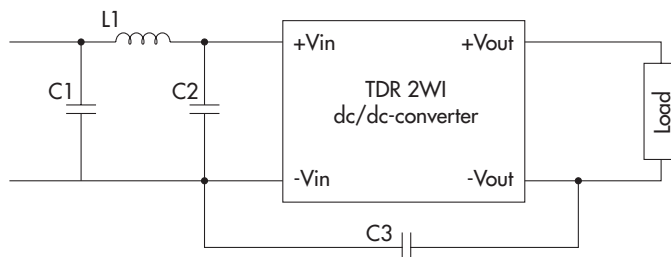 L1
+Vin
+Vout
TDR 2WI
dc/dc-converter
C1
C2
Load
-Vin
-Vout
C3